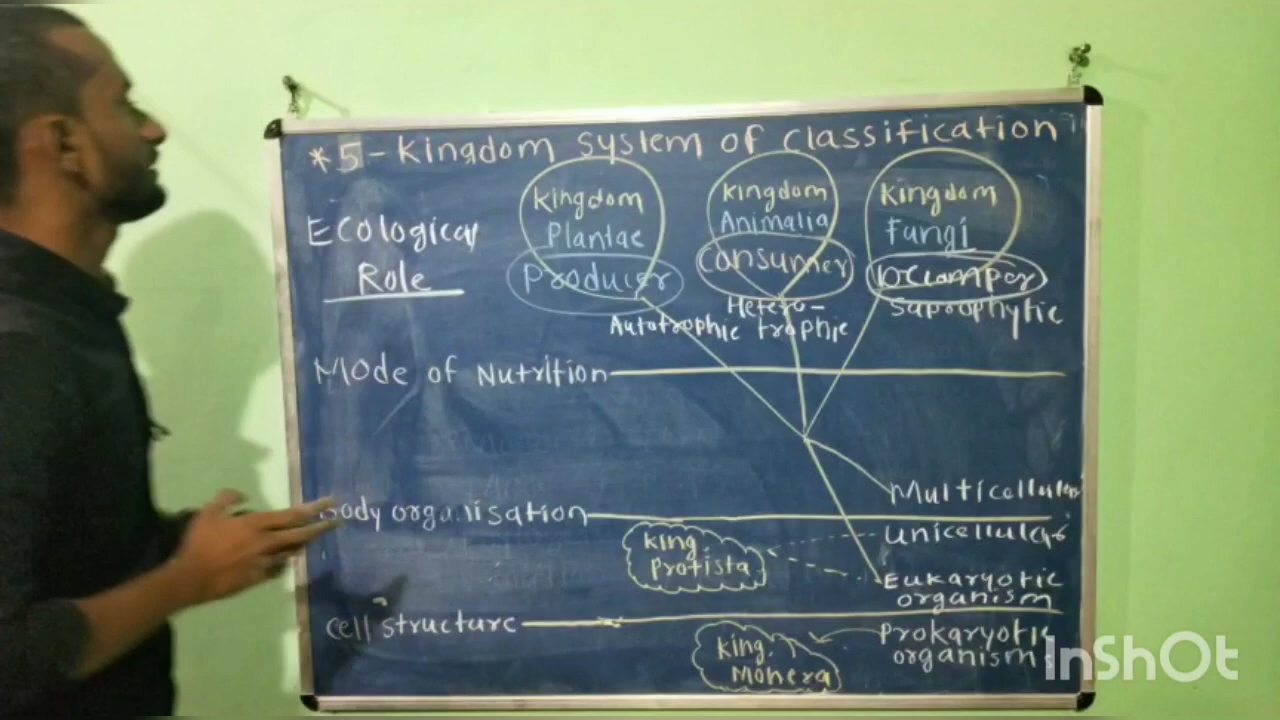 * 5 - Kingdom System of Classification
Kingdom
Plantae
Producer
Autotrophic
Kingdom
Animalia
Consumer
Hetero-
trophic
Kingdom
Fungi
Decompor
Saprophytic
Ecological
Role
Mode of Nutrition
Multicellular
Body organisation
Unicellular
King.
Protista
Eukaryotic
organism
Cell structure
Prokaryotic
organism
King.
Monera
InShOt